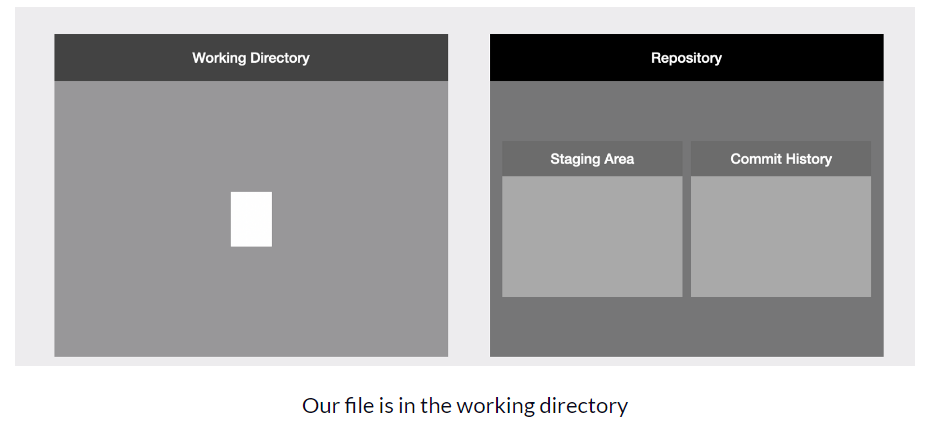 Working Directory
Repository
Staging Area
Commit History
Our file is in the working directory